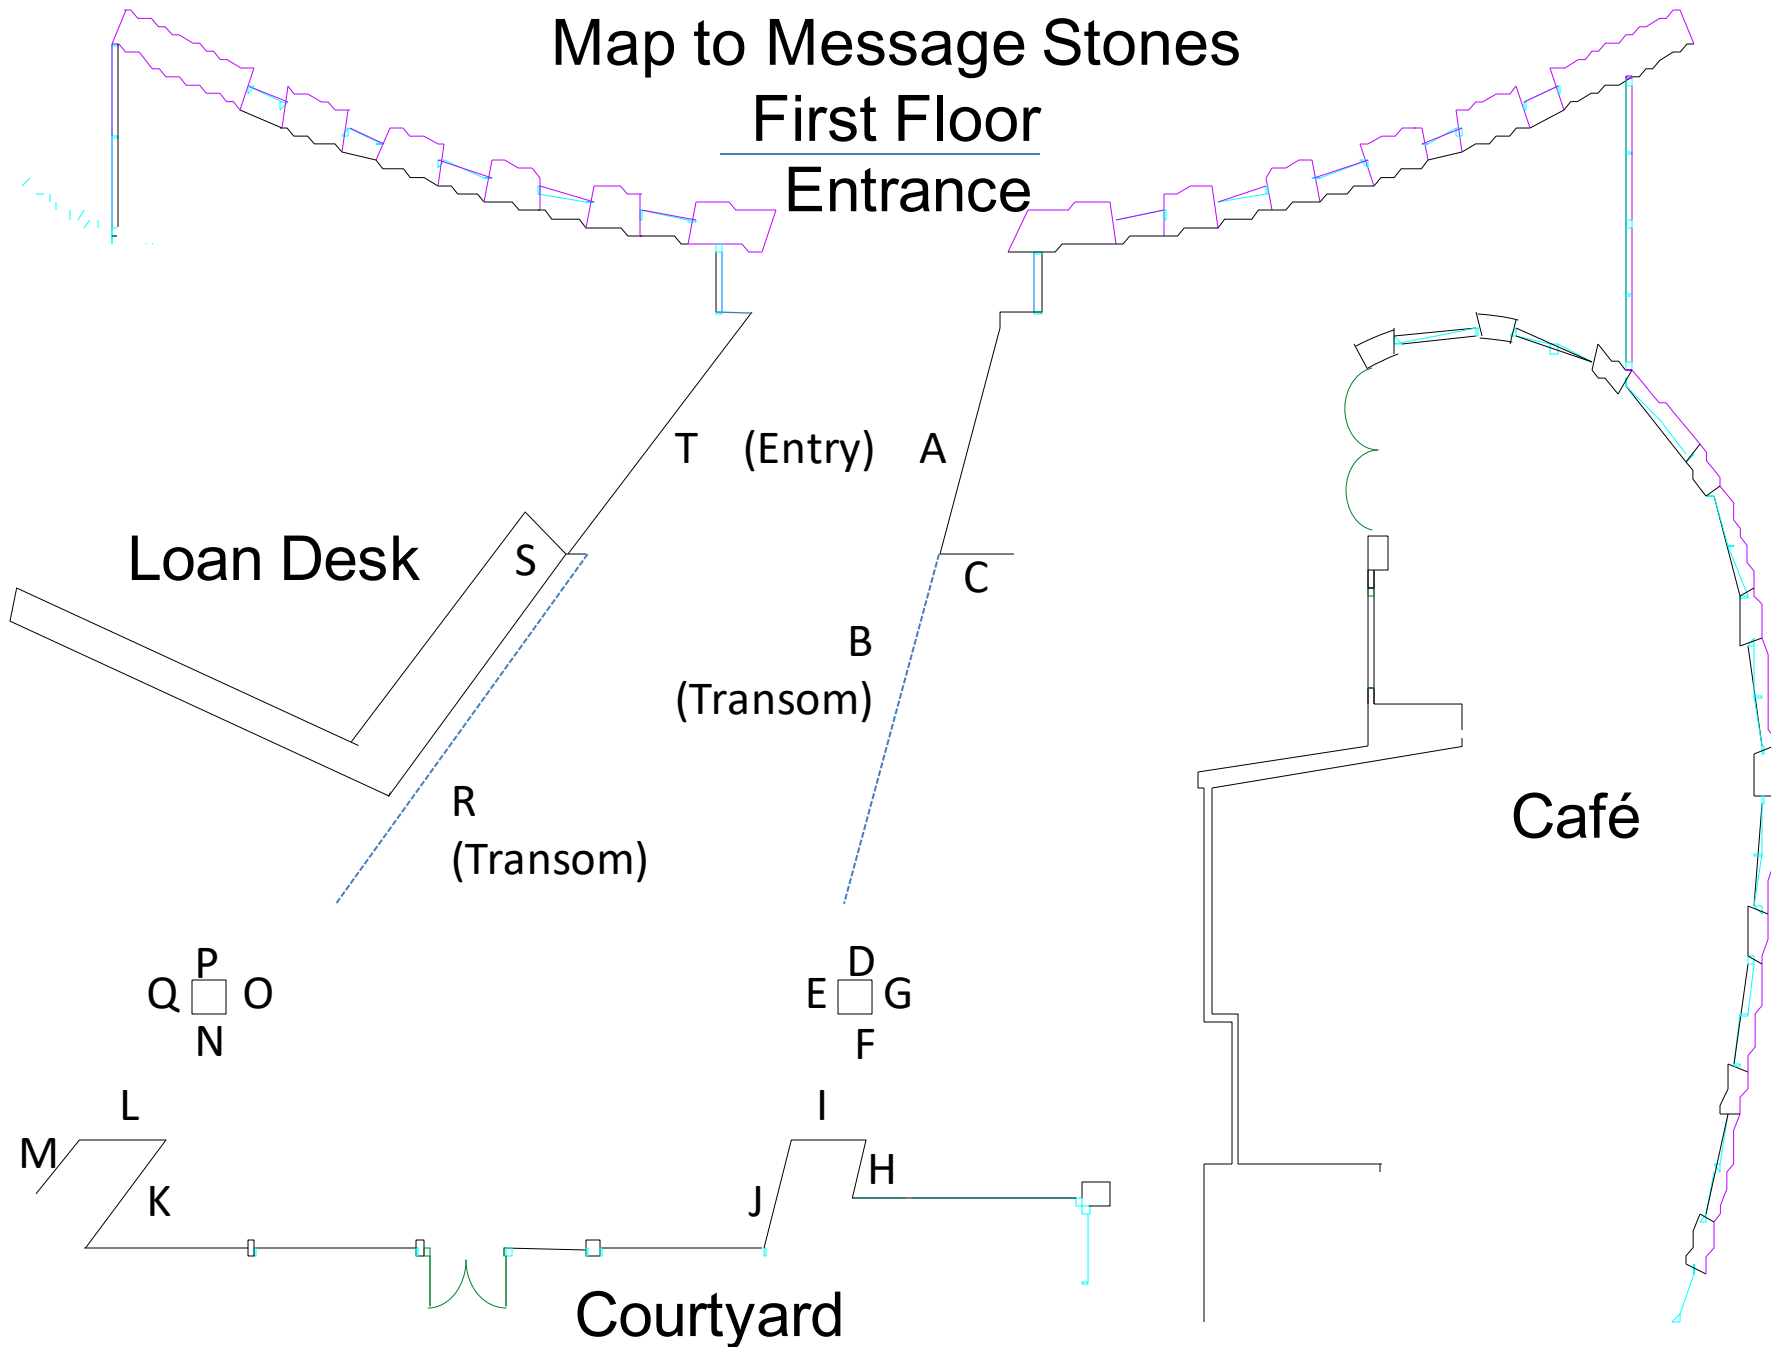 Map to Message Stones
First Floor
Entrance
T (Entry) A
Loan Desk
S
C
B
(Transom)
R
(Transom)
Café
P
Q O
N
D
E G
F
L
M
K
I
H
J
Courtyard